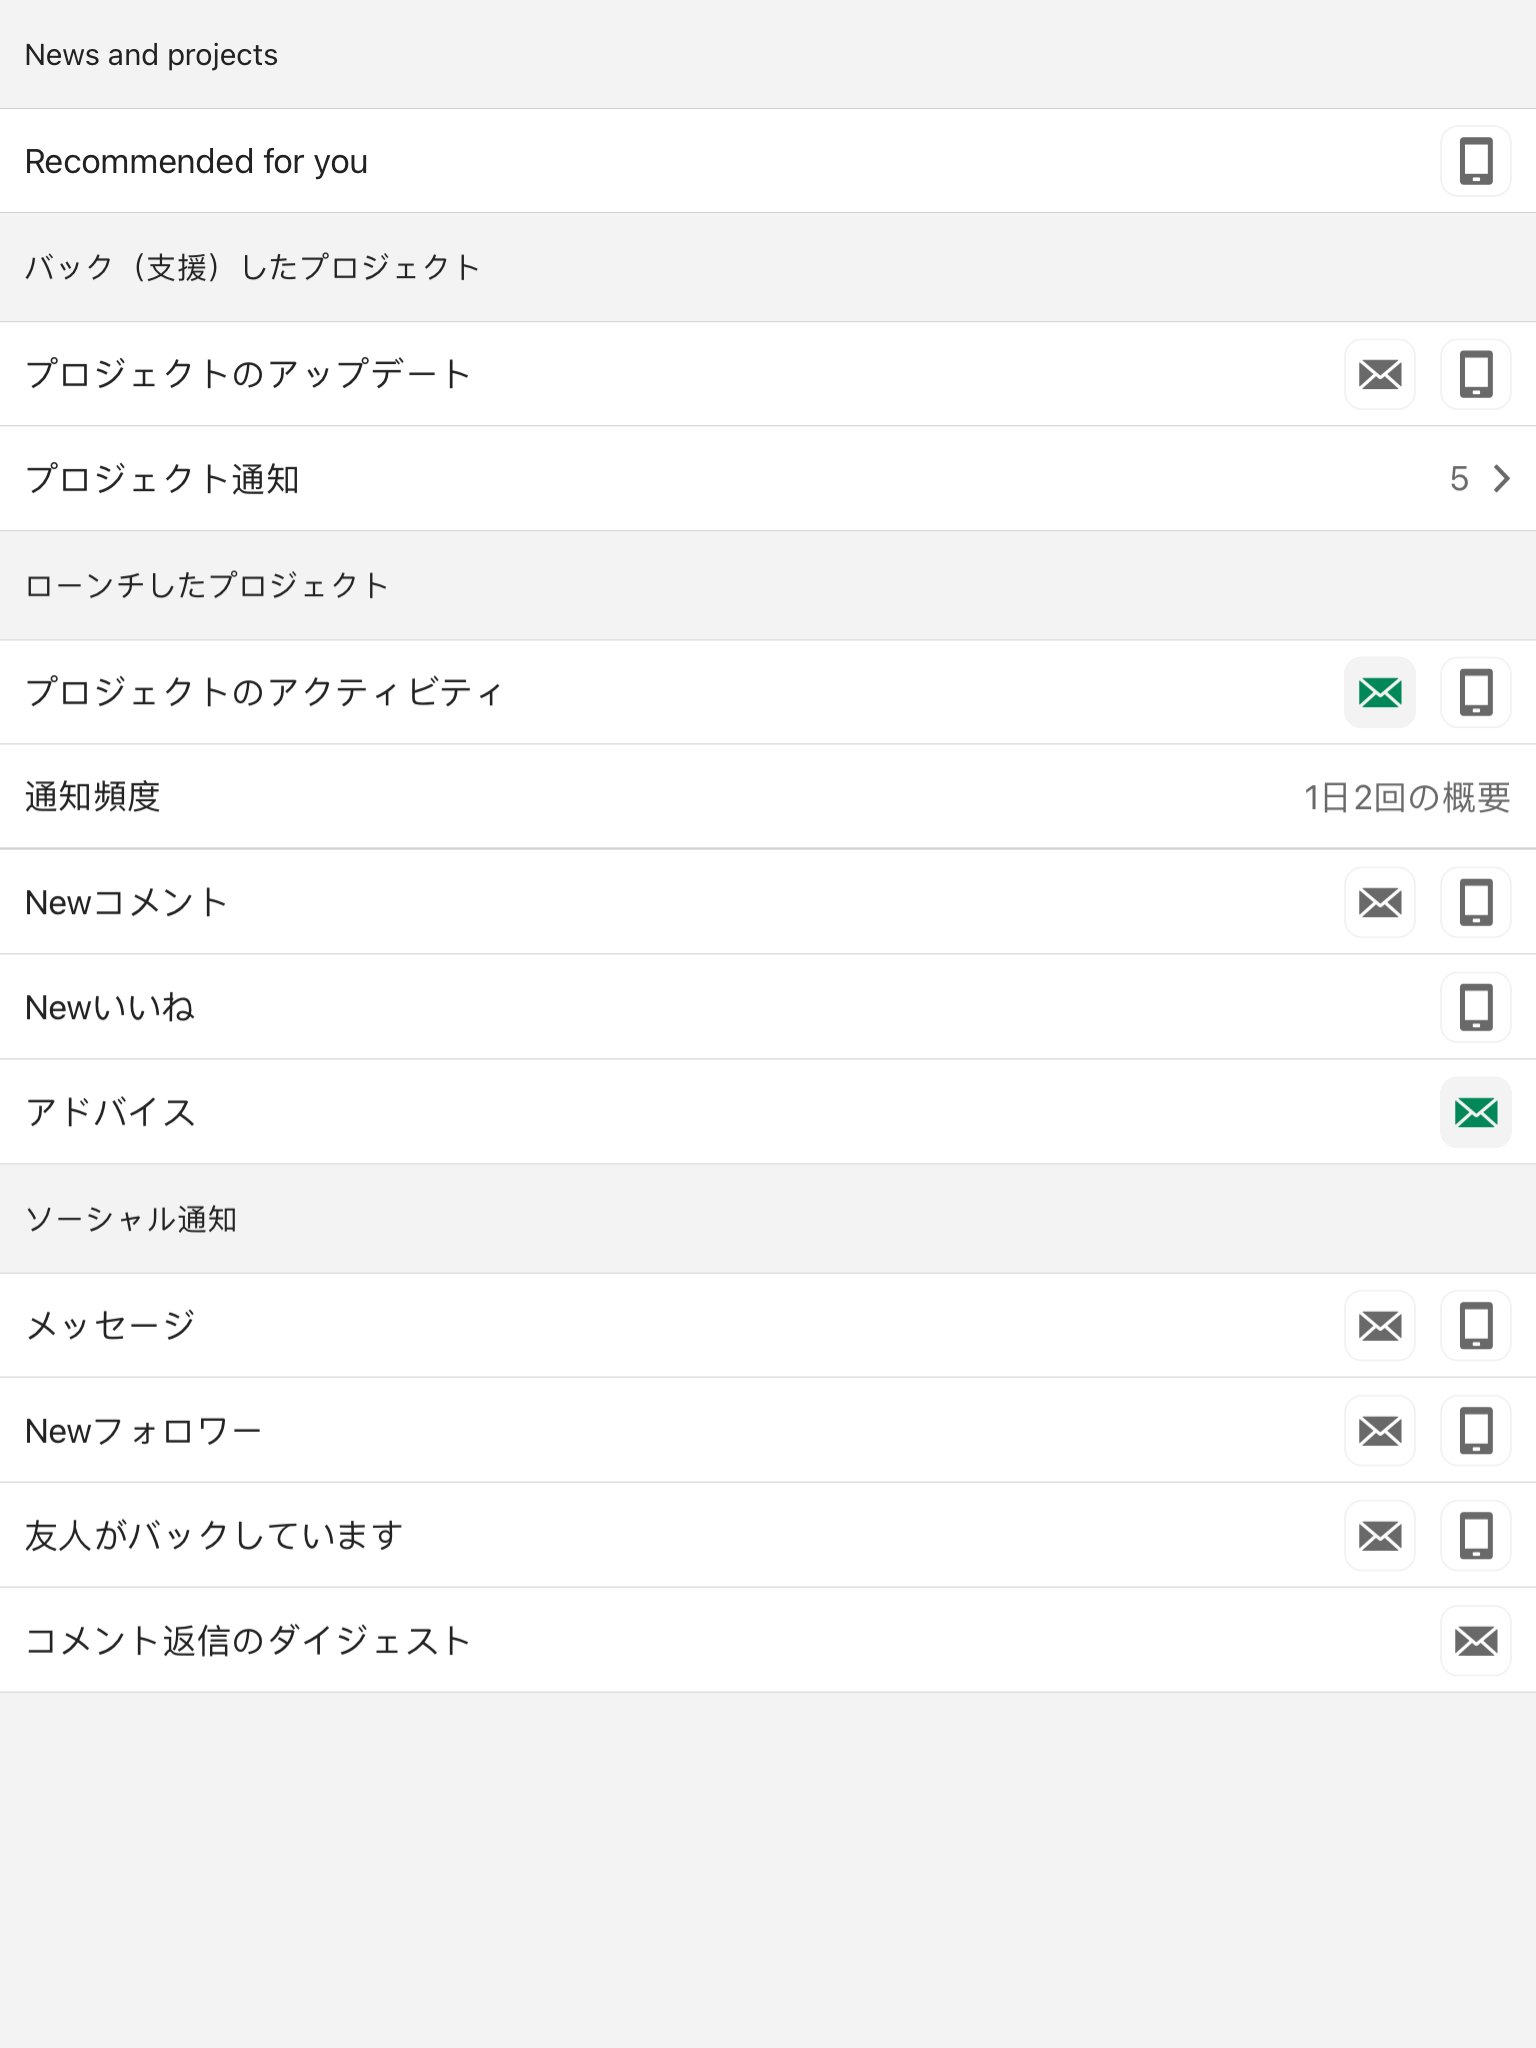 News and projects
Recommended for you
バック（支援）したプロジェクト
プロジェクトのアップデート
プロジェクト通知 5
ローンチしたプロジェクト
プロジェクトのアクティビティ
通知頻度 1日2回の概要
Newコメント
Newいいね
アドバイス
ソーシャル通知
メッセージ
Newフォロワー
友人がバックしています
コメント返信のダイジェスト